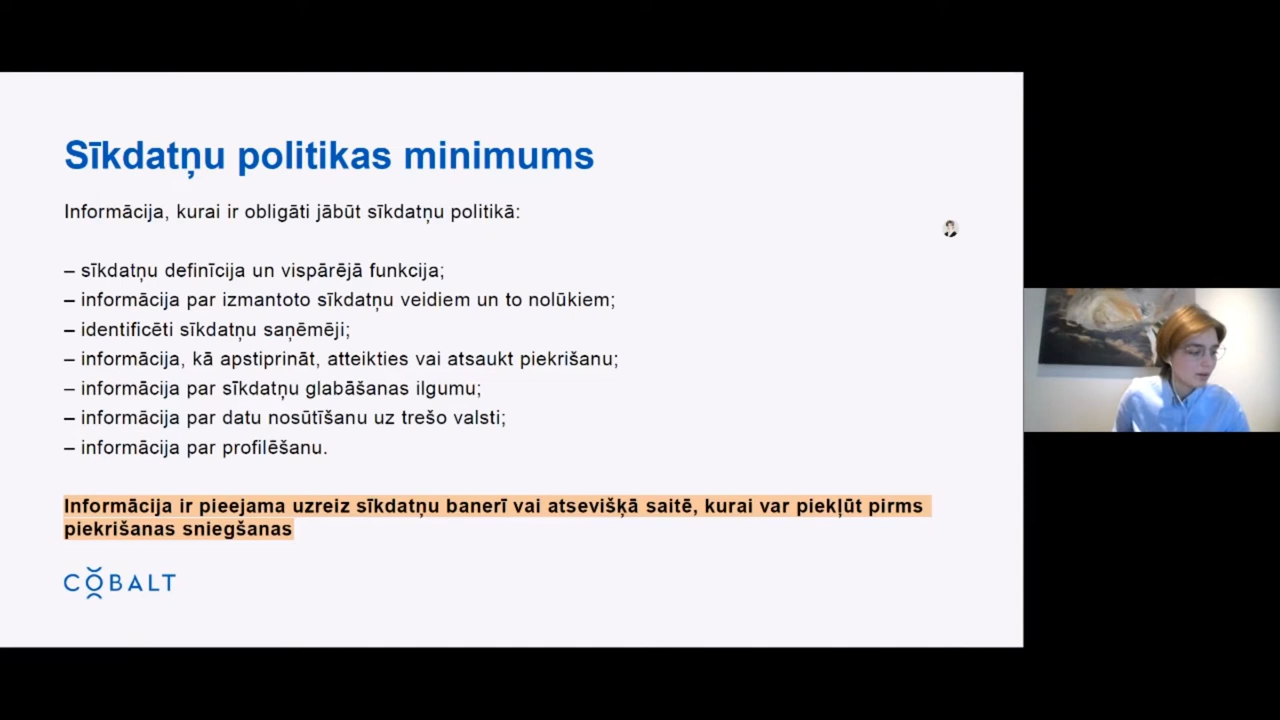 Sīkdatņu politikas minimums
Informācija, kurai ir obligāti jābūt sīkdatņu politikā:
– sīkdatņu definīcija un vispārējā funkcija;
– informācija par izmantoto sīkdatņu veidiem un to nolūkiem;
– identificēti sīkdatņu saņēmēji;
– informācija, kā apstiprināt, atteikties vai atsaukt piekrišanu;
– informācija par sīkdatņu glabāšanas ilgumu;
– informācija par datu nosūtīšanu uz trešo valsti;
– informācija par profilēšanu.
Informācija ir pieejama uzreiz sīkdatņu banerī vai atsevišķā saitē, kurai var piekļūt pirms
piekrišanas sniegšanas
COBALT